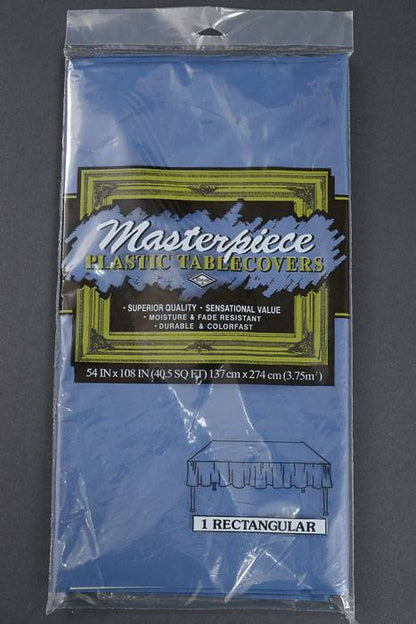 Masterpiece
PLASTIC TABLECOVERS
· SUPERIOR QUALITY · SENSATIONAL VALUE
· MOISTURE & FADE RESISTANT
· DURABLE & COLORFAST
54 IN x 108 IN (40.5 SQ FT) 137 cm x 274 cm (3.75m²)
1 RECTANGULAR